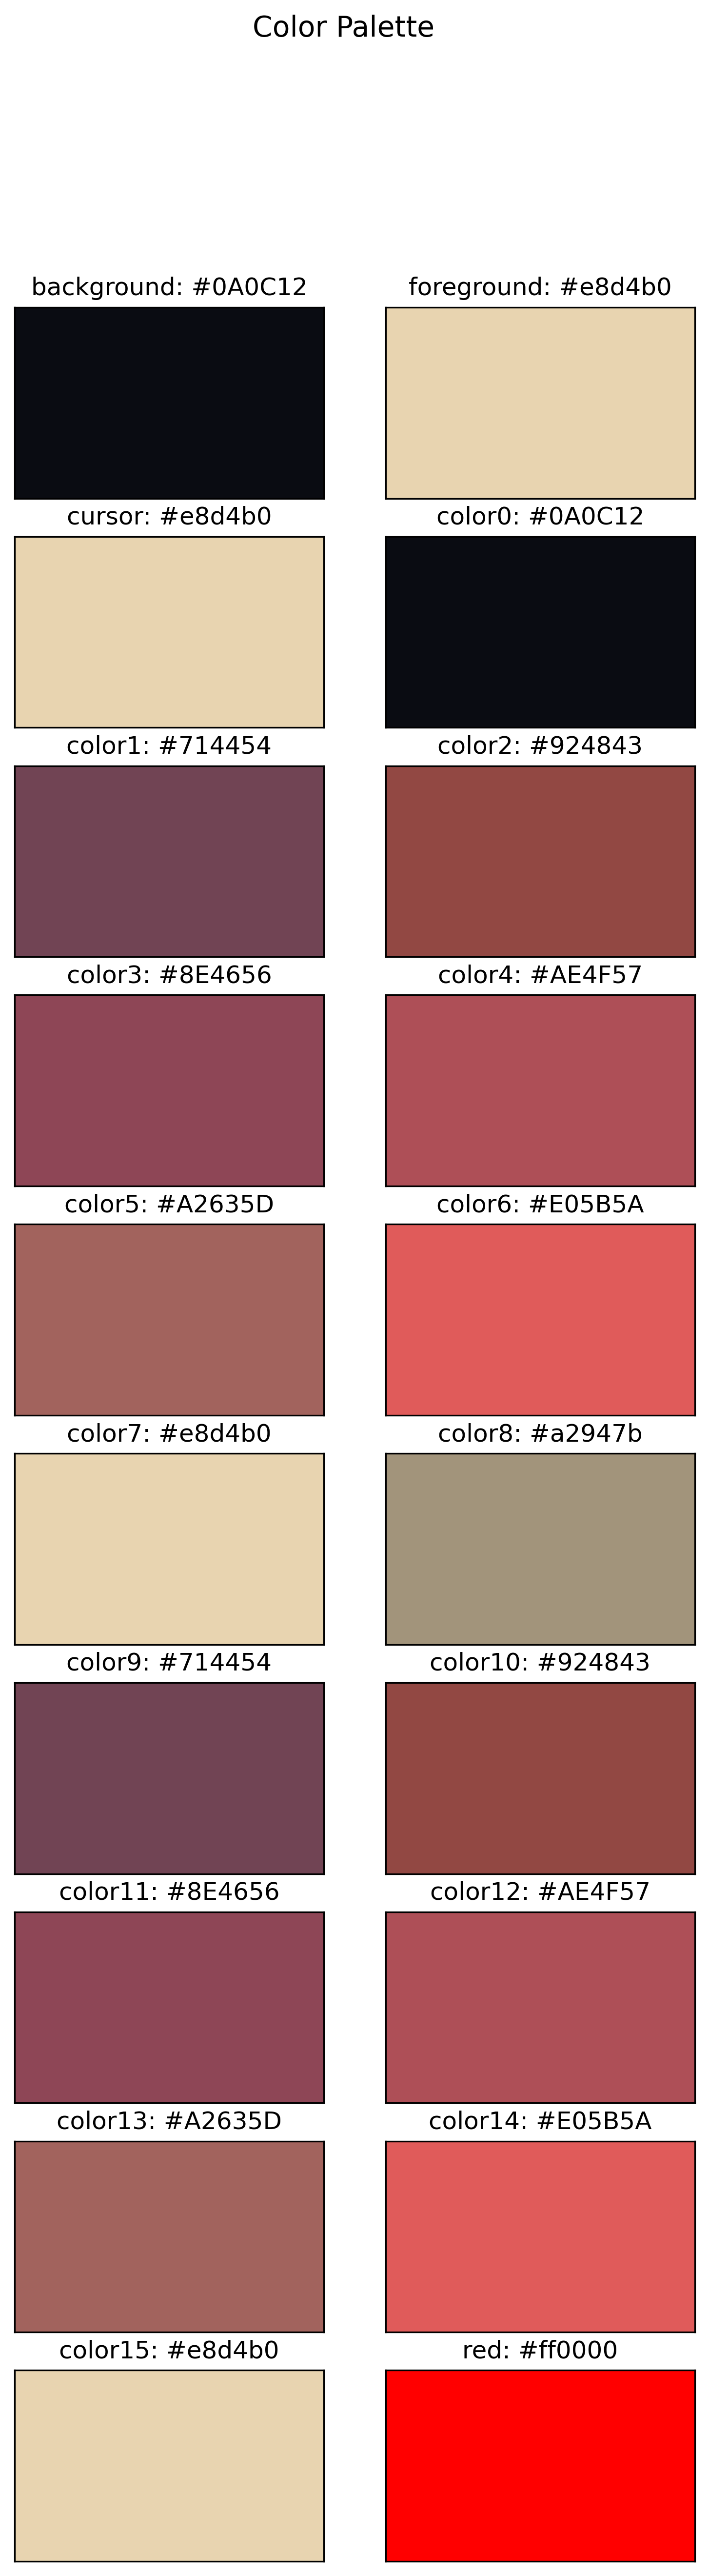 Color Palette
background: #0A0C12
foreground: #e8d4b0
cursor: #e8d4b0
color0: #0A0C12
color1: #714454
color2: #924843
color3: #8E4656
color4: #AE4F57
color5: #A2635D
color6: #E05B5A
color7: #e8d4b0
color8: #a2947b
color9: #714454
color10: #924843
color11: #8E4656
color12: #AE4F57
color13: #A2635D
color14: #E05B5A
color15: #e8d4b0
red: #ff0000